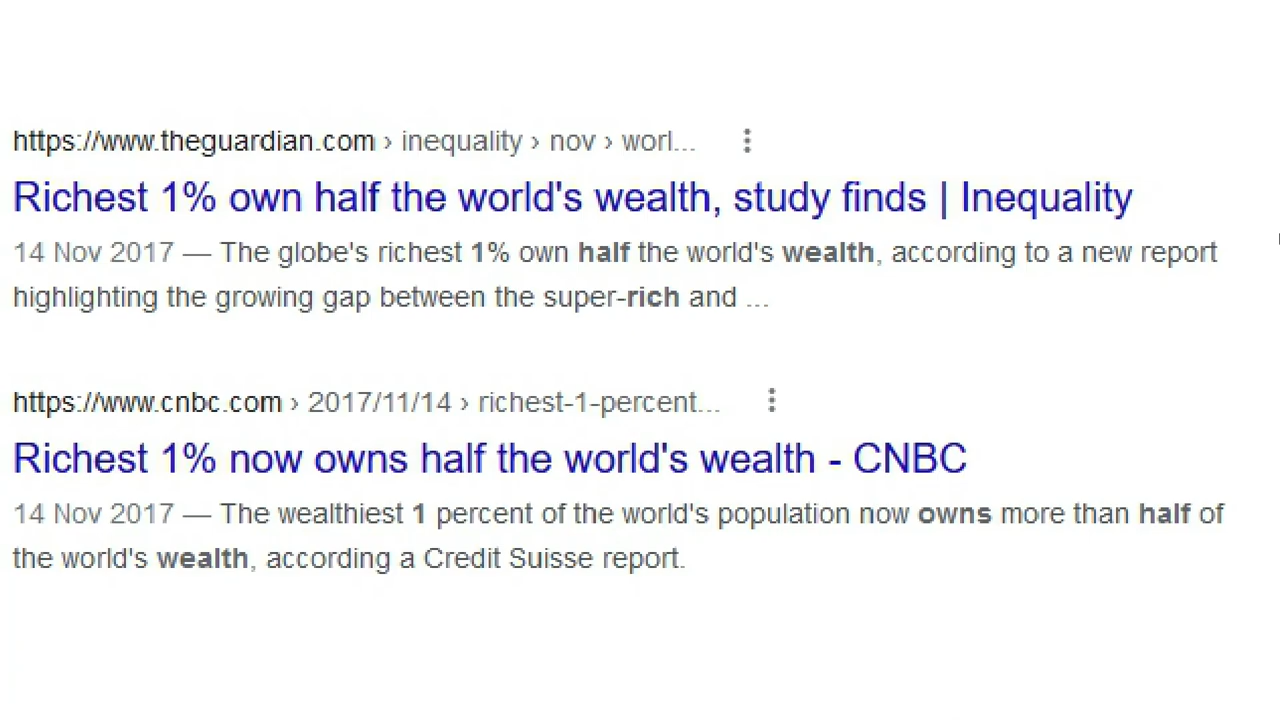 https://www.theguardian.com › inequality › nov › worl...
Richest 1% own half the world's wealth, study finds | Inequality
14 Nov 2017 — The globe's richest 1% own half the world's wealth, according to a new report
highlighting the growing gap between the super-rich and ...
https://www.cnbc.com › 2017/11/14 › richest-1-percent...
Richest 1% now owns half the world's wealth - CNBC
14 Nov 2017 — The wealthiest 1 percent of the world's population now owns more than half of
the world's wealth, according a Credit Suisse report.